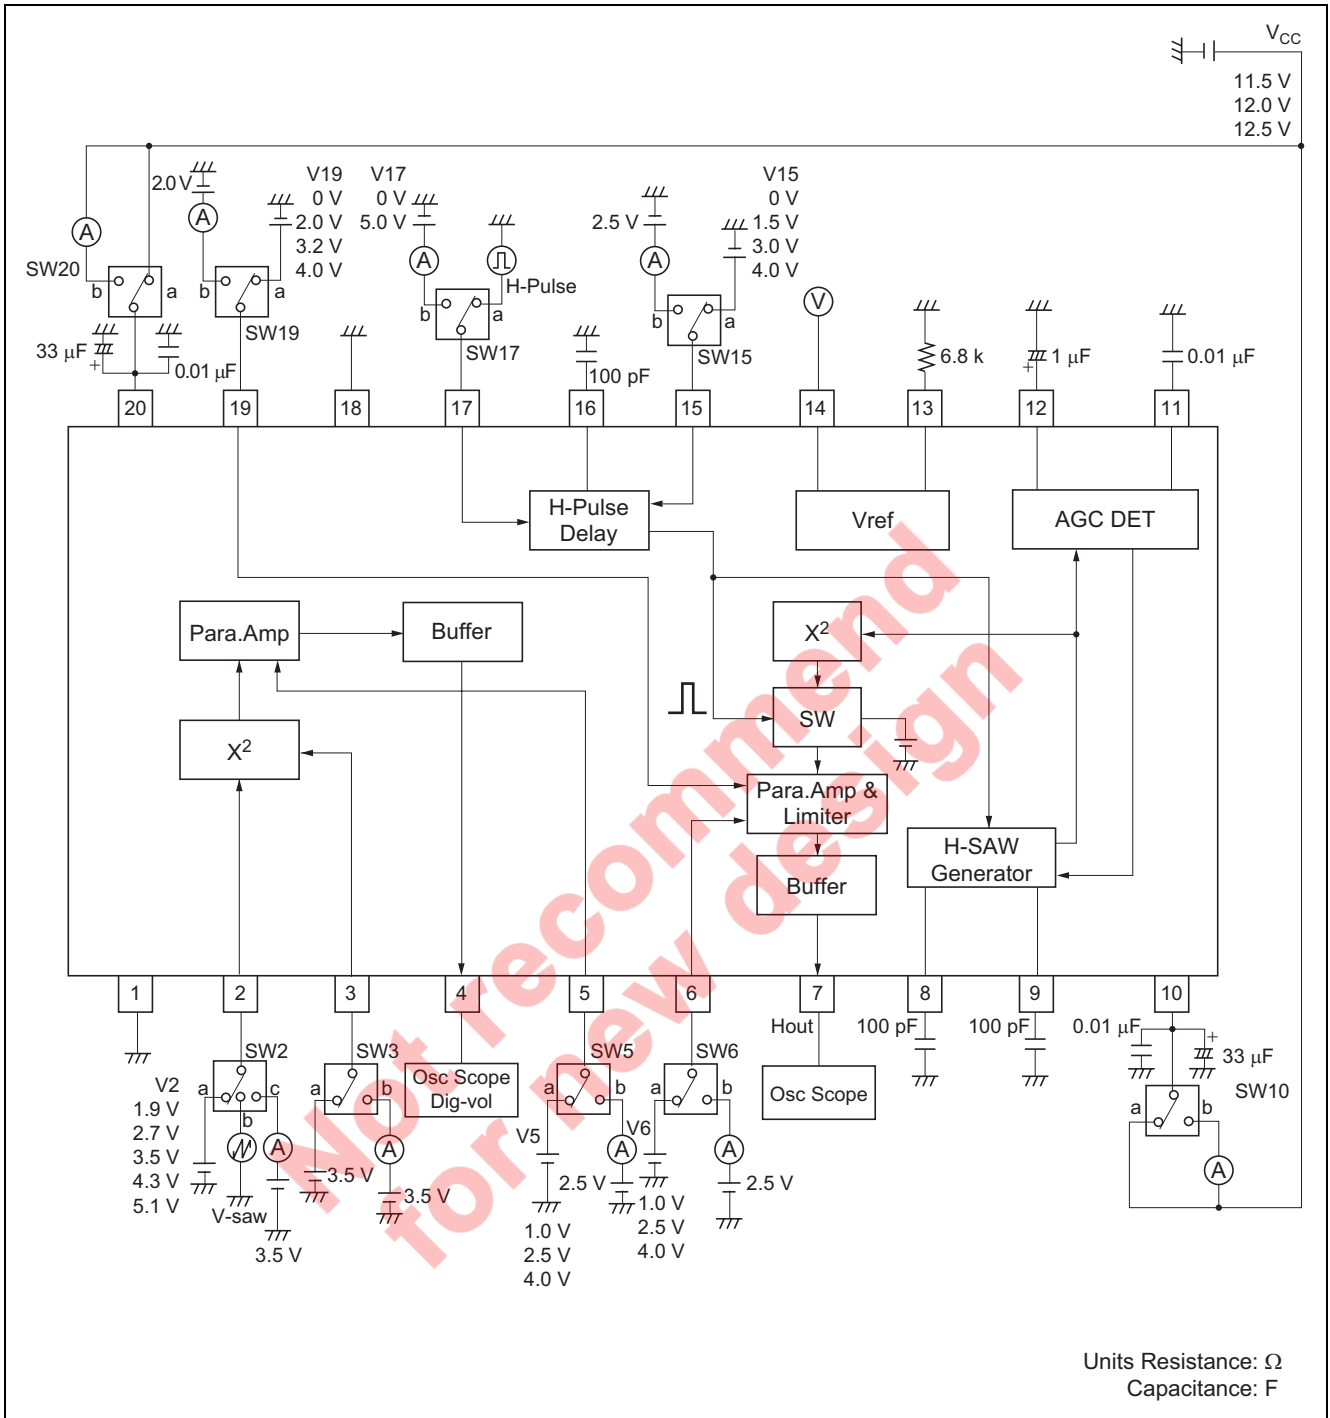 VCC
11.5 V
12.0 V
12.5 V
2.0 V
V19
0 V
2.0 V
3.2 V
4.0 V
V17
0 V
5.0 V
2.5 V
V15
0 V
1.5 V
3.0 V
4.0 V
A
A
A
A
H-Pulse
V
SW20
b
a
b
a
SW19
b
a
SW17
b
a
SW15
33 μF
+
0.01 μF
100 pF
6.8 k
+
1 μF
0.01 μF
20
19
18
17
16
15
14
13
12
11
H-Pulse
Delay
Vref
AGC DET
Para.Amp
Buffer
X2
SW
X2
Para.Amp &
Limiter
H-SAW
Generator
Buffer
Not recommend
for new design
1
2
3
4
5
6
7
8
9
10
Hout
100 pF
100 pF
0.01 μF
+
33 μF
SW2
a
c
b
V2
1.9 V
2.7 V
3.5 V
4.3 V
5.1 V
V-saw
A
3.5 V
SW3
a
b
3.5 V
A
3.5 V
Osc Scope
Dig-vol
SW5
a
b
V5
A
2.5 V
1.0 V
2.5 V
4.0 V
SW6
a
b
V6
A
2.5 V
1.0 V
2.5 V
4.0 V
Osc Scope
SW10
a
b
A
Units Resistance: Ω
Capacitance: F